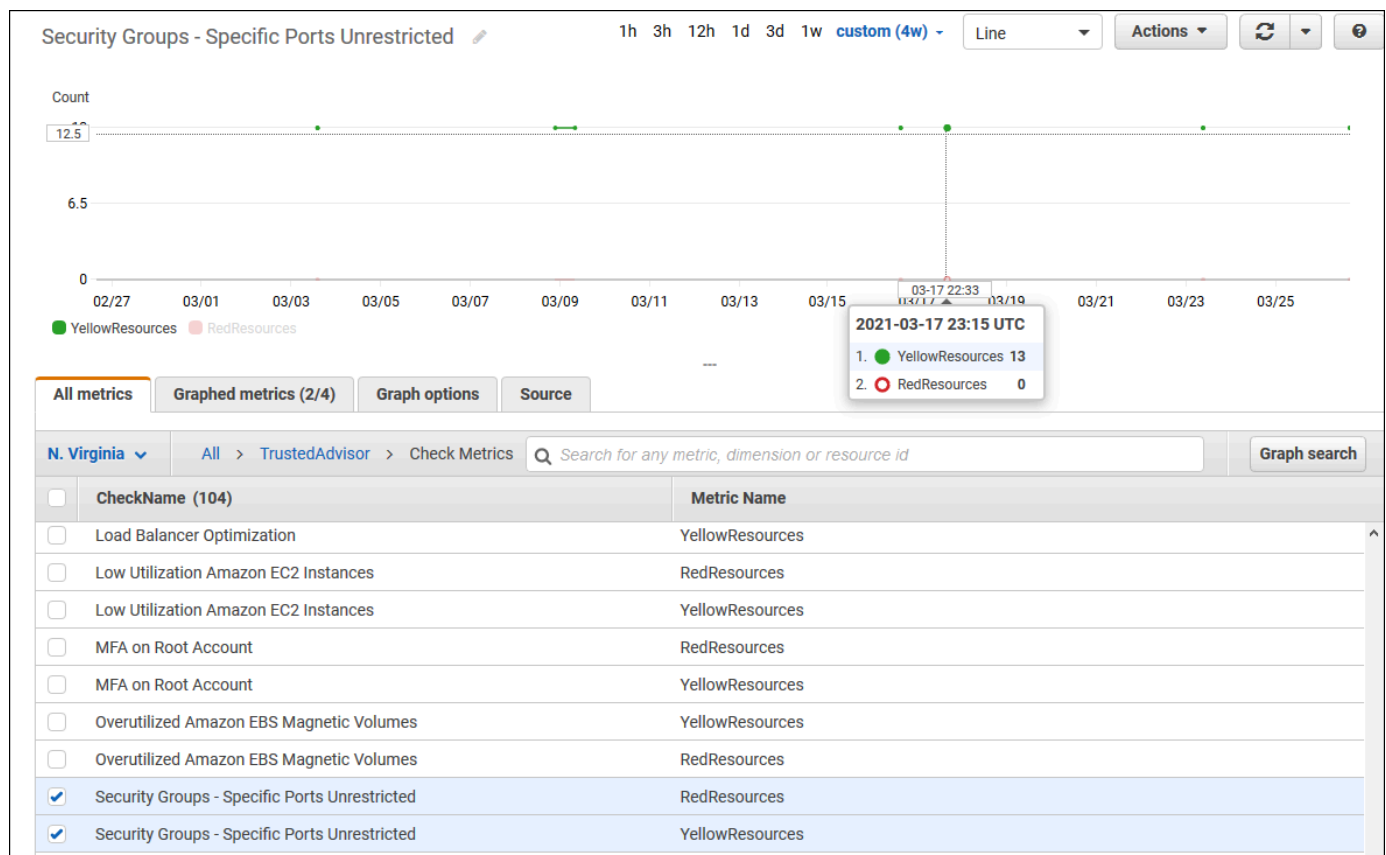 Security Groups - Specific Ports Unrestricted 1h 3h 12h 1d 3d 1w custom (4w) Line Actions
Count
12.5
6.5
0
02/27 03/01 03/03 03/05 03/07 03/09 03/11 03/13 03/15 03/17 03/19 03/21 03/23 03/25
03-17 22:33
YellowResources RedResources
2021-03-17 23:15 UTC
1. YellowResources 13
2. RedResources 0
All metrics Graphed metrics (2/4) Graph options Source
N. Virginia All > TrustedAdvisor > Check Metrics Search for any metric, dimension or resource id Graph search
CheckName (104) Metric Name
Load Balancer Optimization YellowResources
Low Utilization Amazon EC2 Instances RedResources
Low Utilization Amazon EC2 Instances YellowResources
MFA on Root Account RedResources
MFA on Root Account YellowResources
Overutilized Amazon EBS Magnetic Volumes YellowResources
Overutilized Amazon EBS Magnetic Volumes RedResources
Security Groups - Specific Ports Unrestricted RedResources
Security Groups - Specific Ports Unrestricted YellowResources